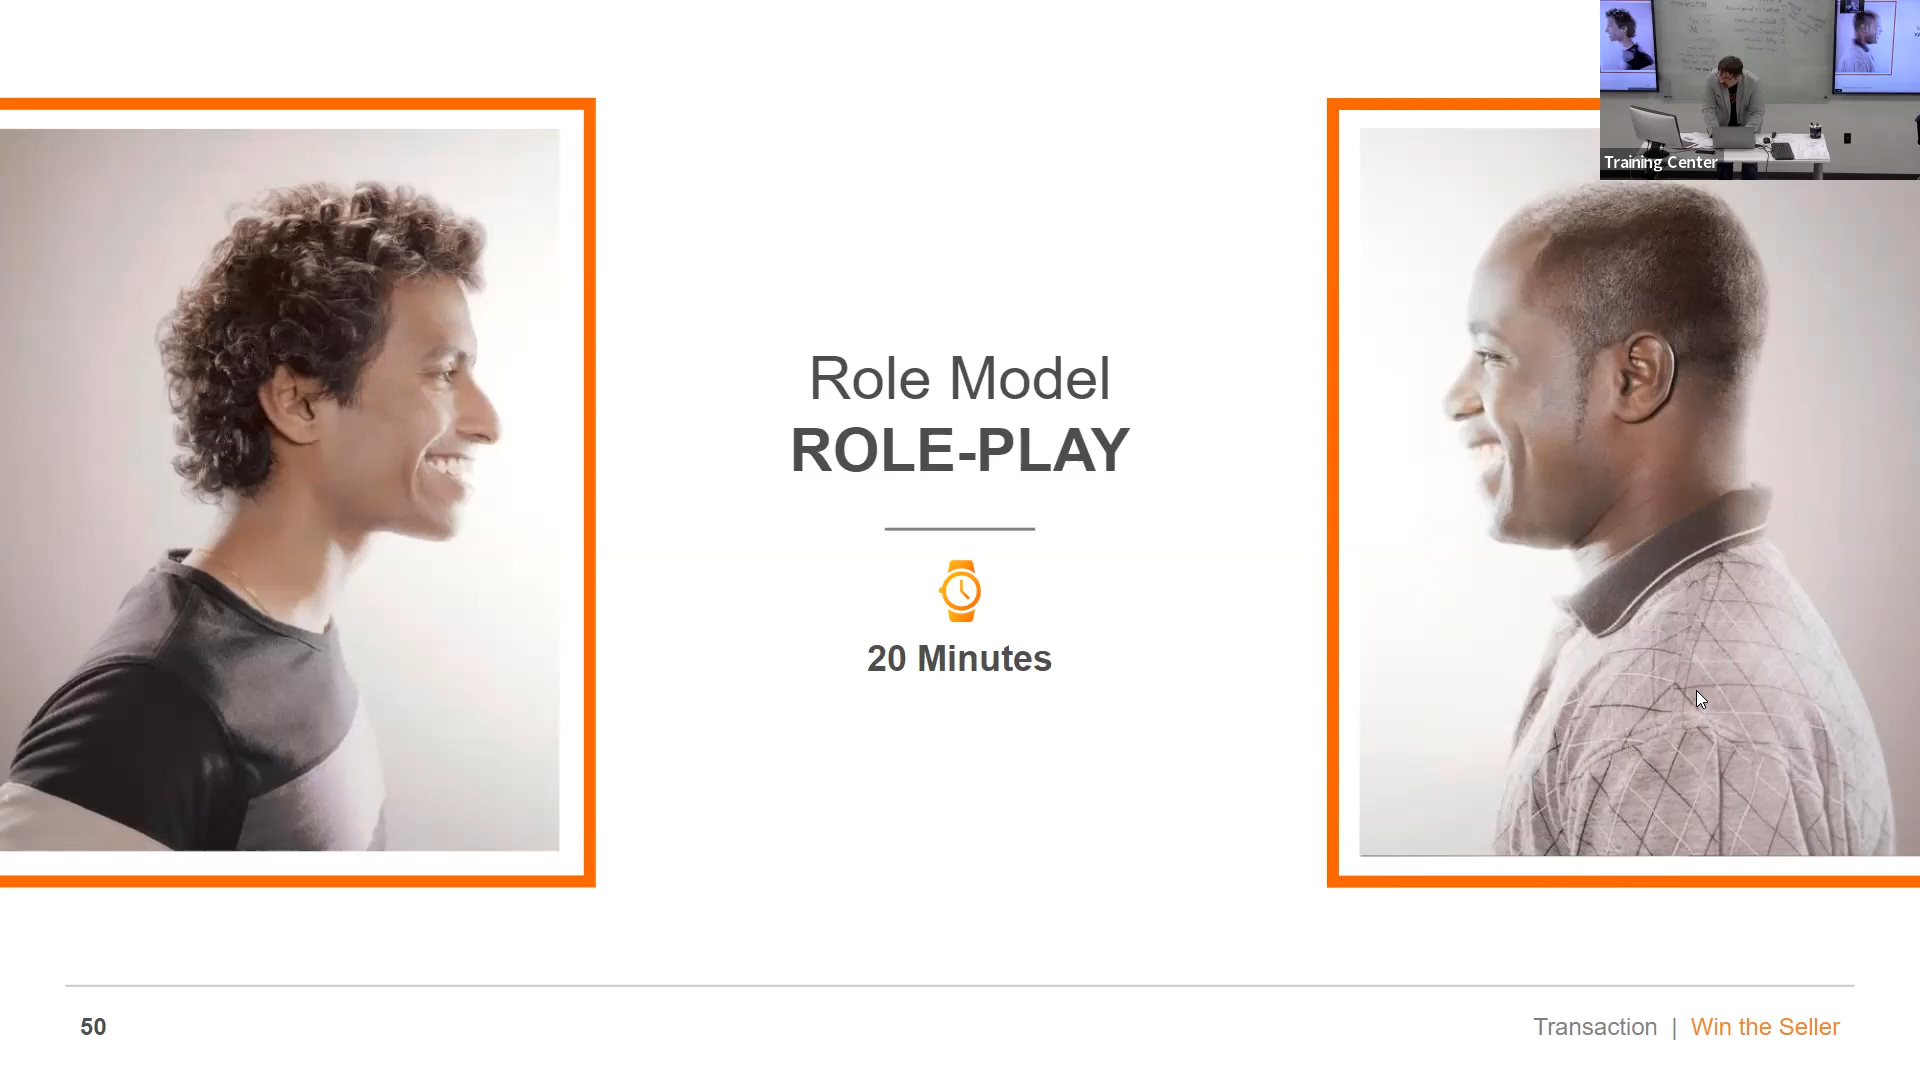 Training Center
Role Model
ROLE-PLAY
20 Minutes
50
Transaction | Win the Seller